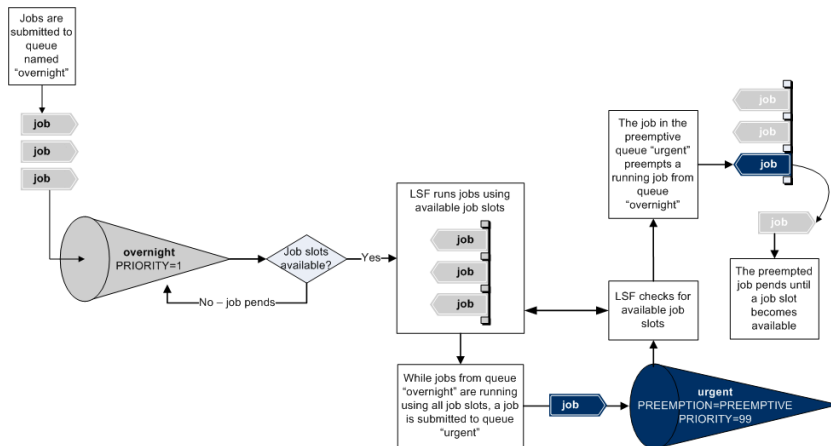 Jobs are
submitted to
queue
named
“overnight”
job
job
job
overnight
PRIORITY=1
Job slots
available?
Yes
No – job pends
LSF runs jobs using
available job slots
job
job
job
While jobs from queue
“overnight” are running
using all job slots, a job
is submitted to queue
“urgent”
job
urgent
PREEMPTION=PREEMPTIVE
PRIORITY=99
LSF checks for
available job
slots
The job in the
preemptive
queue “urgent”
preempts a
running job from
queue
“overnight”
job
job
job
job
The preempted
job pends until
a job slot
becomes
available